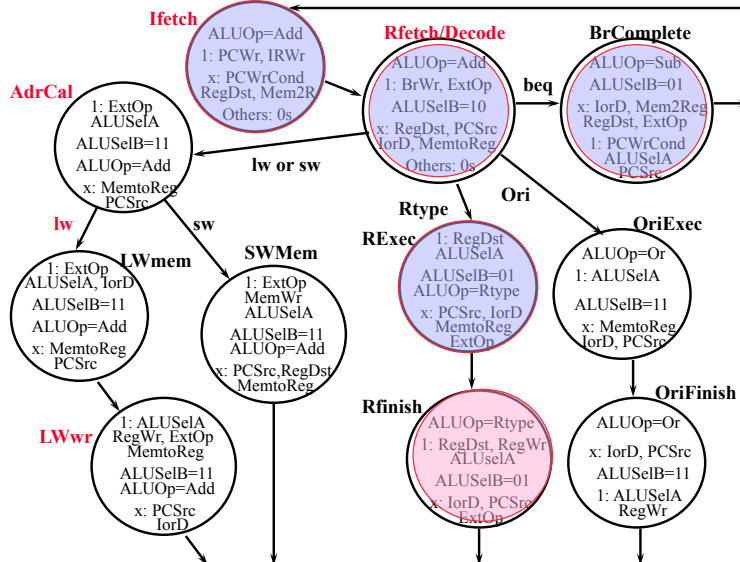 Ifetch
ALUOp=Add
1: PCWr, IRWr
x: PCWrCond
RegDst, Mem2R
Others: 0s
Rfetch/Decode
ALUOp=Add
1: BrWr, ExtOp
ALUSelB=10
x: RegDst, PCSrc
IorD, MemtoReg
Others: 0s
beq
BrComplete
ALUOp=Sub
ALUSelB=01
x: IorD, Mem2Reg
RegDst, ExtOp
1: PCWrCond
ALUSelA
PCSrc
AdrCal
1: ExtOp
ALUSelA
ALUSelB=11
ALUOp=Add
x: MemtoReg
PCSrc
lw or sw
lw
sw
Rtype
Ori
LWmem
1: ExtOp
ALUSelA, IorD
ALUSelB=11
ALUOp=Add
x: MemtoReg
PCSrc
SWMem
1: ExtOp
MemWr
ALUSelA
ALUSelB=11
ALUOp=Add
x: PCSrc,RegDst
MemtoReg
RExec
1: RegDst
ALUSelA
ALUSelB=01
ALUOp=Rtype
x: PCSrc, IorD
MemtoReg
ExtOp
OriExec
ALUOp=Or
1: ALUSelA
ALUSelB=11
x: MemtoReg
IorD, PCSrc
LWwr
1: ALUSelA
RegWr, ExtOp
MemtoReg
ALUSelB=11
ALUOp=Add
x: PCSrc
IorD
Rfinish
ALUOp=Rtype
1: RegDst, RegWr
ALUselA
ALUSelB=01
x: IorD, PCSrc
ExtOp
OriFinish
ALUOp=Or
x: IorD, PCSrc
ALUSelB=11
1: ALUSelA
RegWr